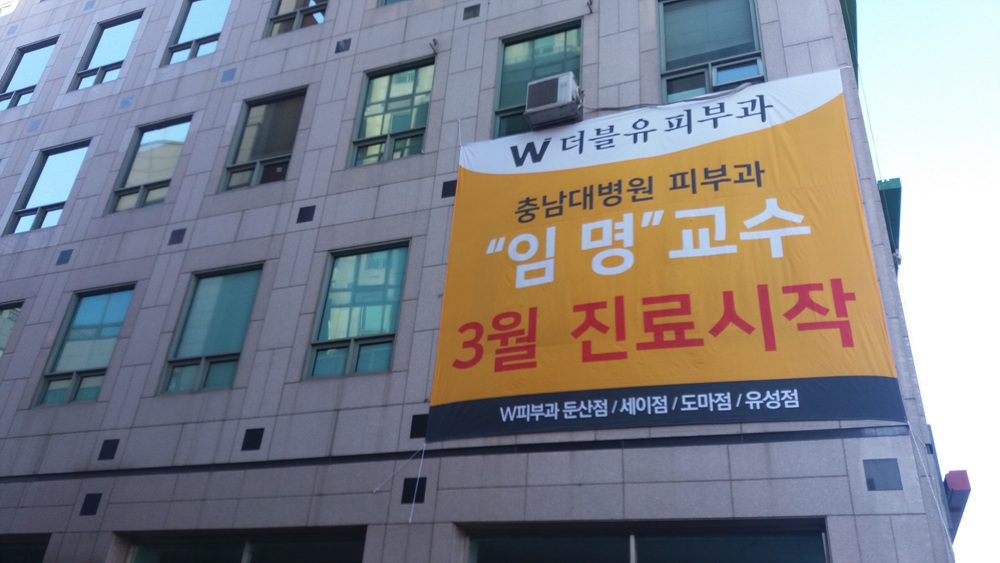 W 더블유 피부과
충남대병원 피부과
"임 명" 교수
3월 진료시작
W피부과 둔산점 / 세이점 / 도마점 / 유성점